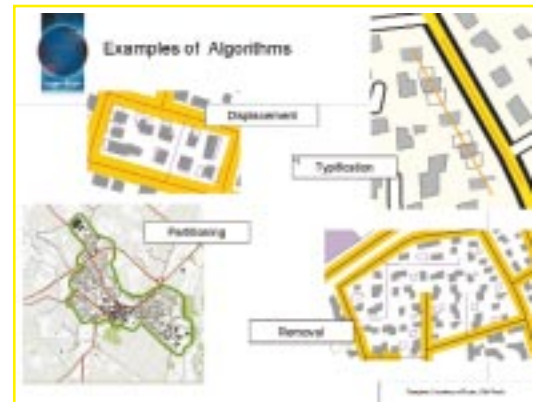 Examples of Algorithms
Displacement
Typification
Partitioning
Removal